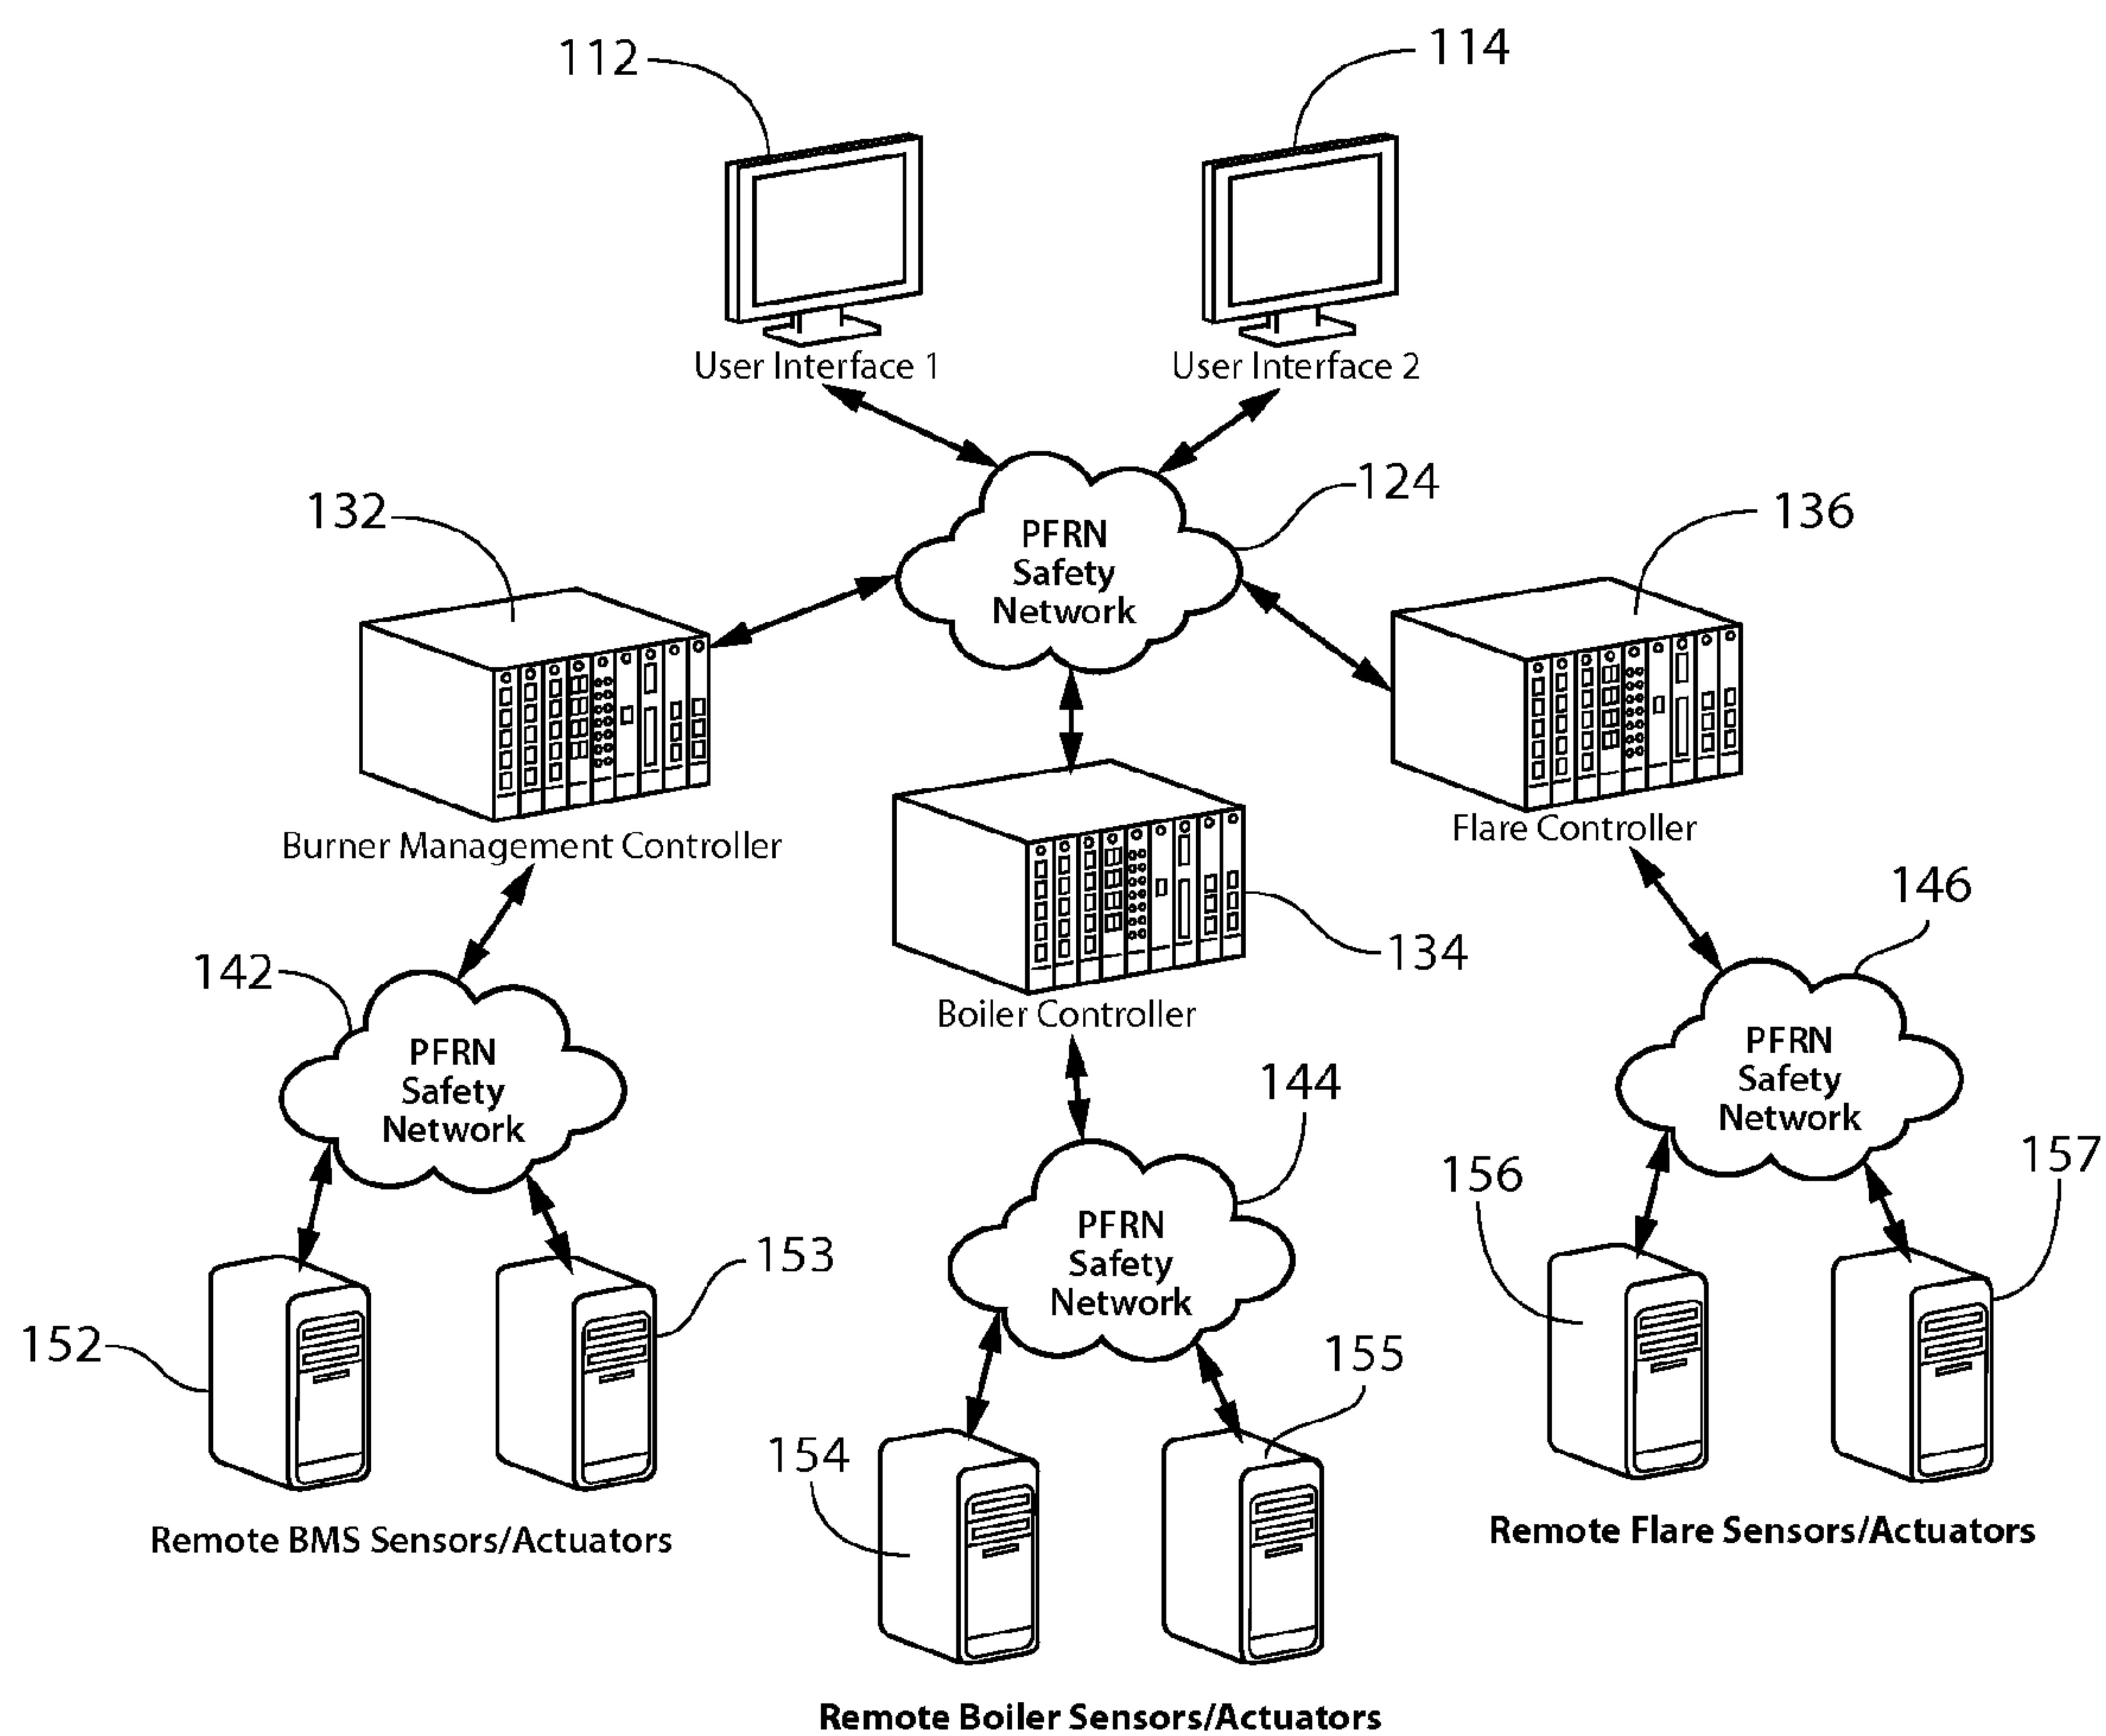 112
114
User Interface 1
User Interface 2
124
132
136
PFRN
Safety
Network
Burner Management Controller
Flare Controller
146
134
142
Boiler Controller
PFRN
Safety
Network
PFRN
Safety
Network
144
156
157
153
PFRN
Safety
Network
152
155
154
Remote BMS Sensors/Actuators
Remote Flare Sensors/Actuators
Remote Boiler Sensors/Actuators